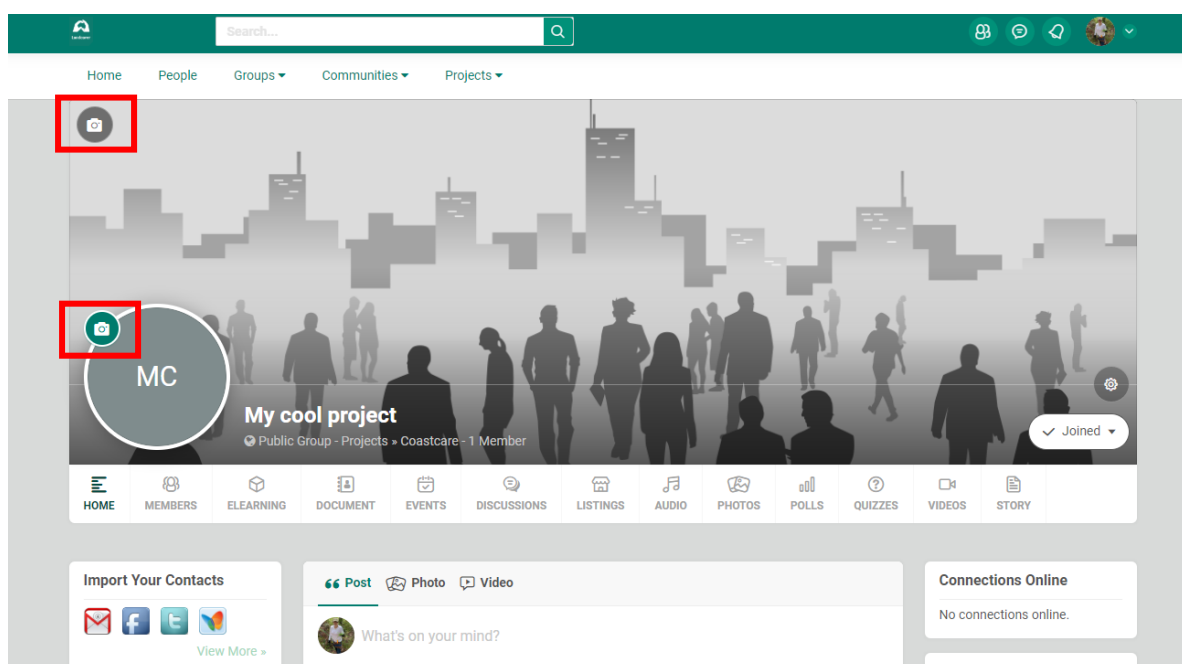 Search...
Home People Groups Communities Projects
MC
My cool project
Public Group - Projects » Coastcare - 1 Member
Joined
HOME MEMBERS ELEARNING DOCUMENT EVENTS DISCUSSIONS LISTINGS AUDIO PHOTOS POLLS QUIZZES VIDEOS STORY
Import Your Contacts
View More »
Post Photo Video
What's on your mind?
Connections Online
No connections online.